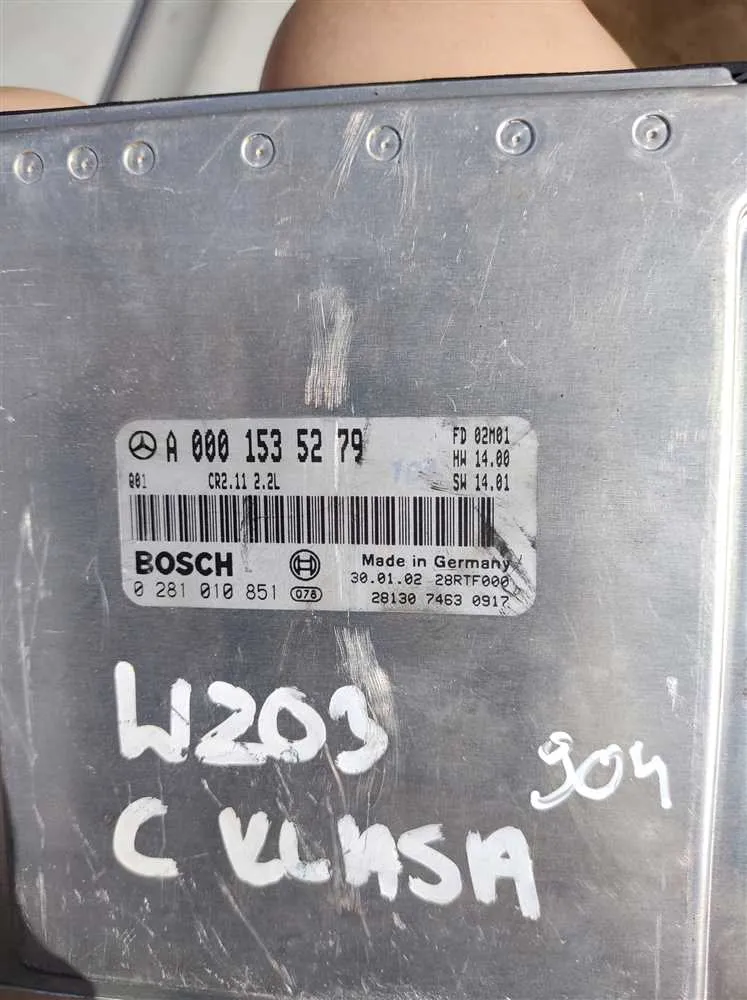 A 000 153 52 79
FD 02M01
HW 14.00
Q01 CR2.11 2.2L
SW 14.01
BOSCH
Made in Germany
30.01.02 28RTF000
0 281 010 851 078
28130 7463 0917
W203
904
C KLASA